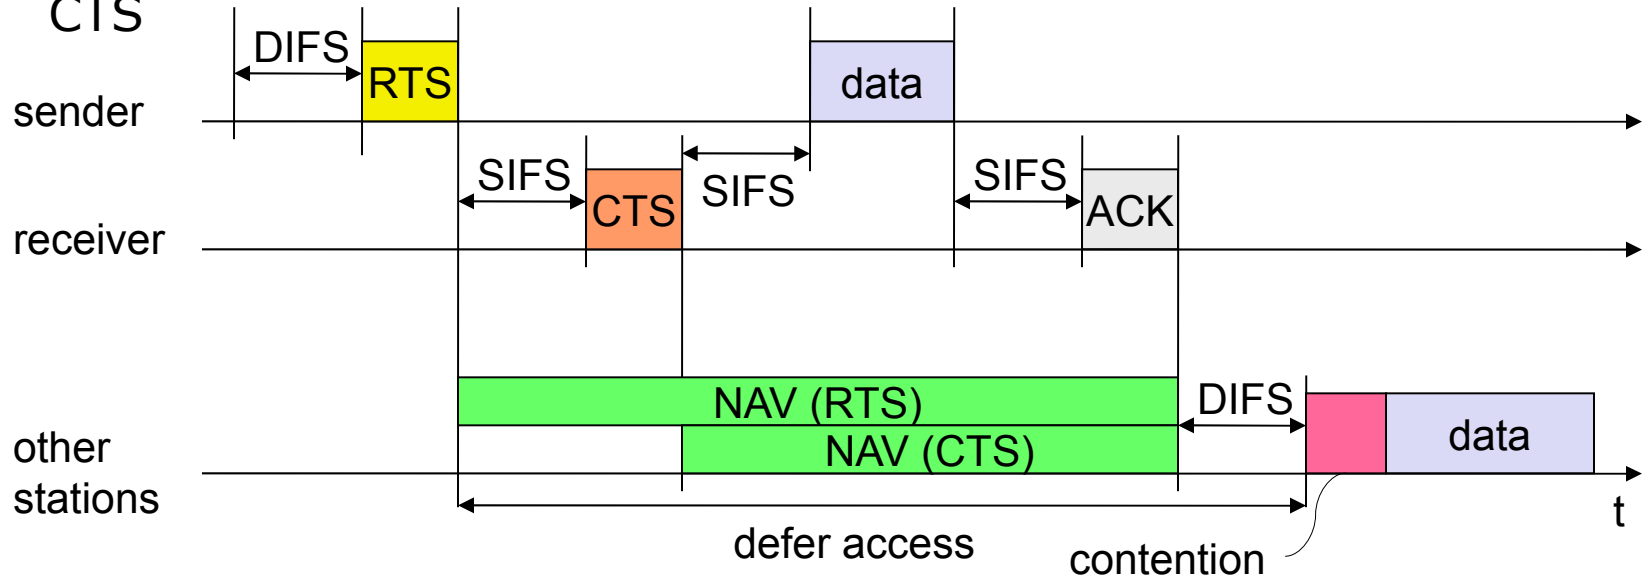 CTS
DIFS
RTS
data
sender
SIFS
CTS
SIFS
SIFS
ACK
receiver
NAV (RTS)
DIFS
NAV (CTS)
data
other
stations
t
defer access
contention